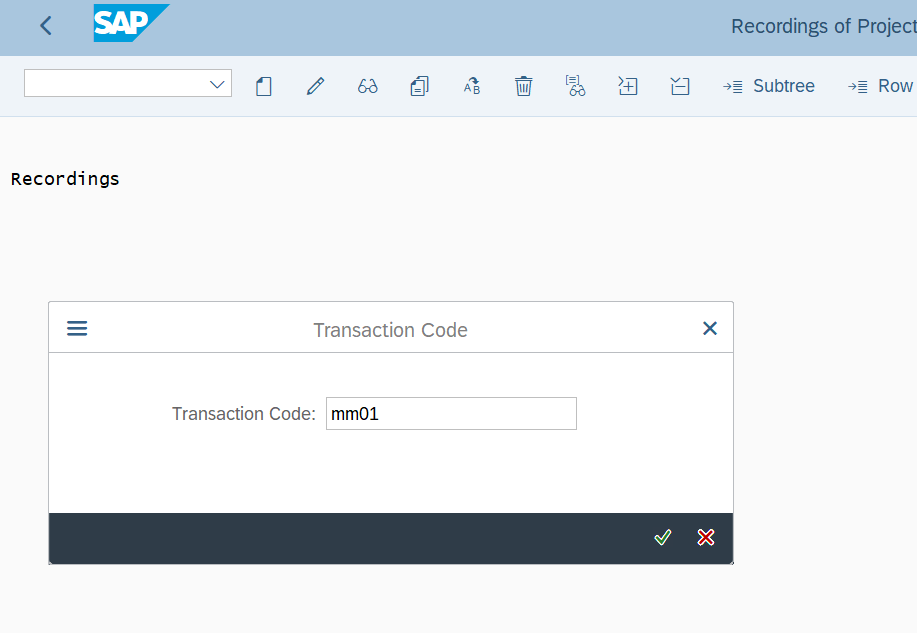 SAP
Recordings of Project
Subtree
Row
Recordings
Transaction Code
Transaction Code: mm01